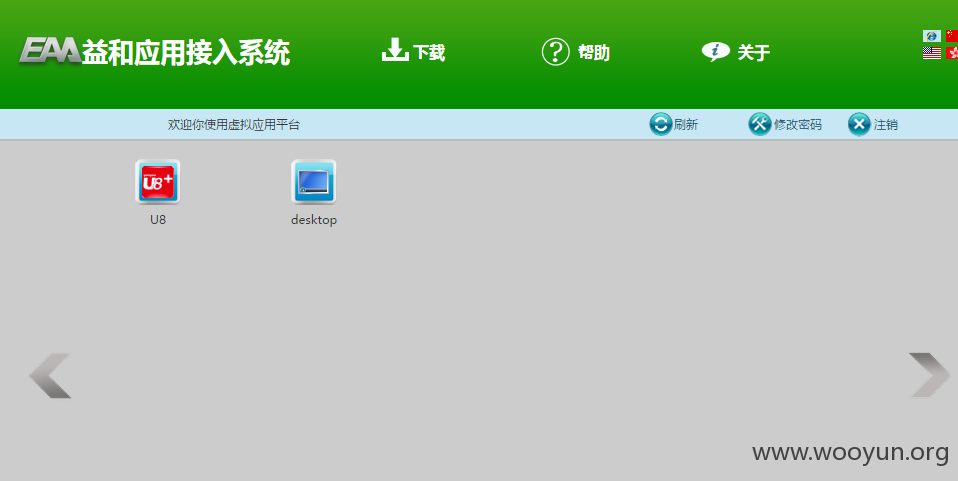 EAA益和应用接入系统
下载
帮助
关于
欢迎你使用虚拟应用平台
刷新
修改密码
注销
U8+
U8
desktop
www.wooyun.org